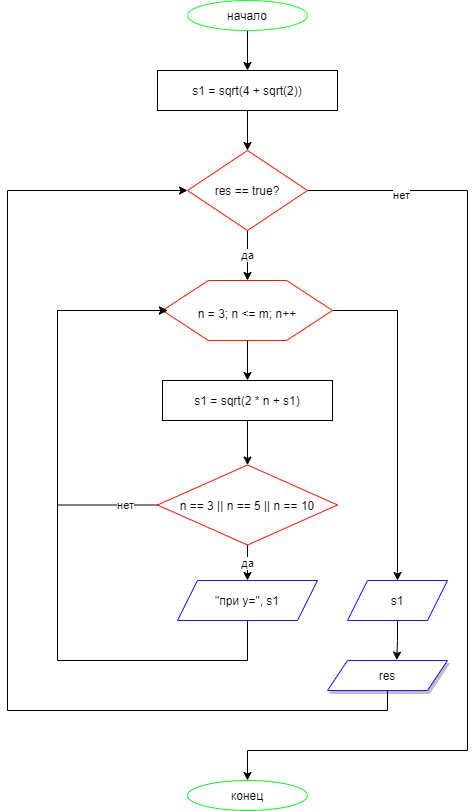 начало
s1 = sqrt(4 + sqrt(2))
res == true?
нет
да
n = 3; n <= m; n++
s1 = sqrt(2 * n + s1)
нет
n == 3 || n == 5 || n == 10
да
"при y=", s1
s1
res
конец